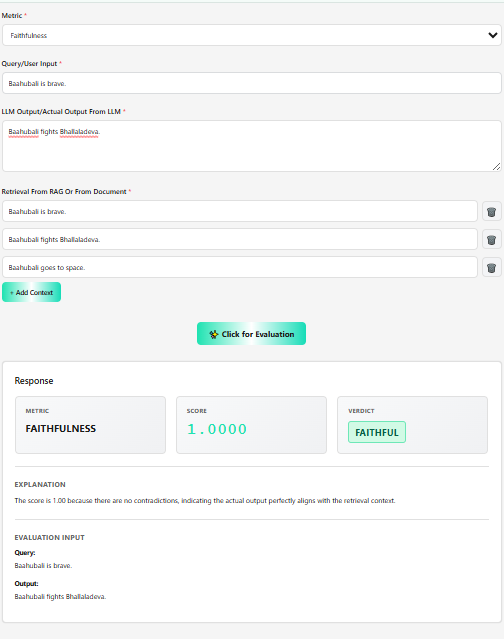 Metric *
Faithfulness
Query/User Input *
Baahubali is brave.
LLM Output/Actual Output From LLM *
Baahubali fights Bhallaladeva.
Retrieval From RAG Or From Document *
Baahubali is brave.
Baahubali fights Bhallaladeva.
Baahubali goes to space.
+ Add Context
Click for Evaluation
Response
METRIC
FAITHFULNESS
SCORE
1.0000
VERDICT
FAITHFUL
EXPLANATION
The score is 1.00 because there are no contradictions, indicating the actual output perfectly aligns with the retrieval context.
EVALUATION INPUT
Query:
Baahubali is brave.
Output:
Baahubali fights Bhallaladeva.